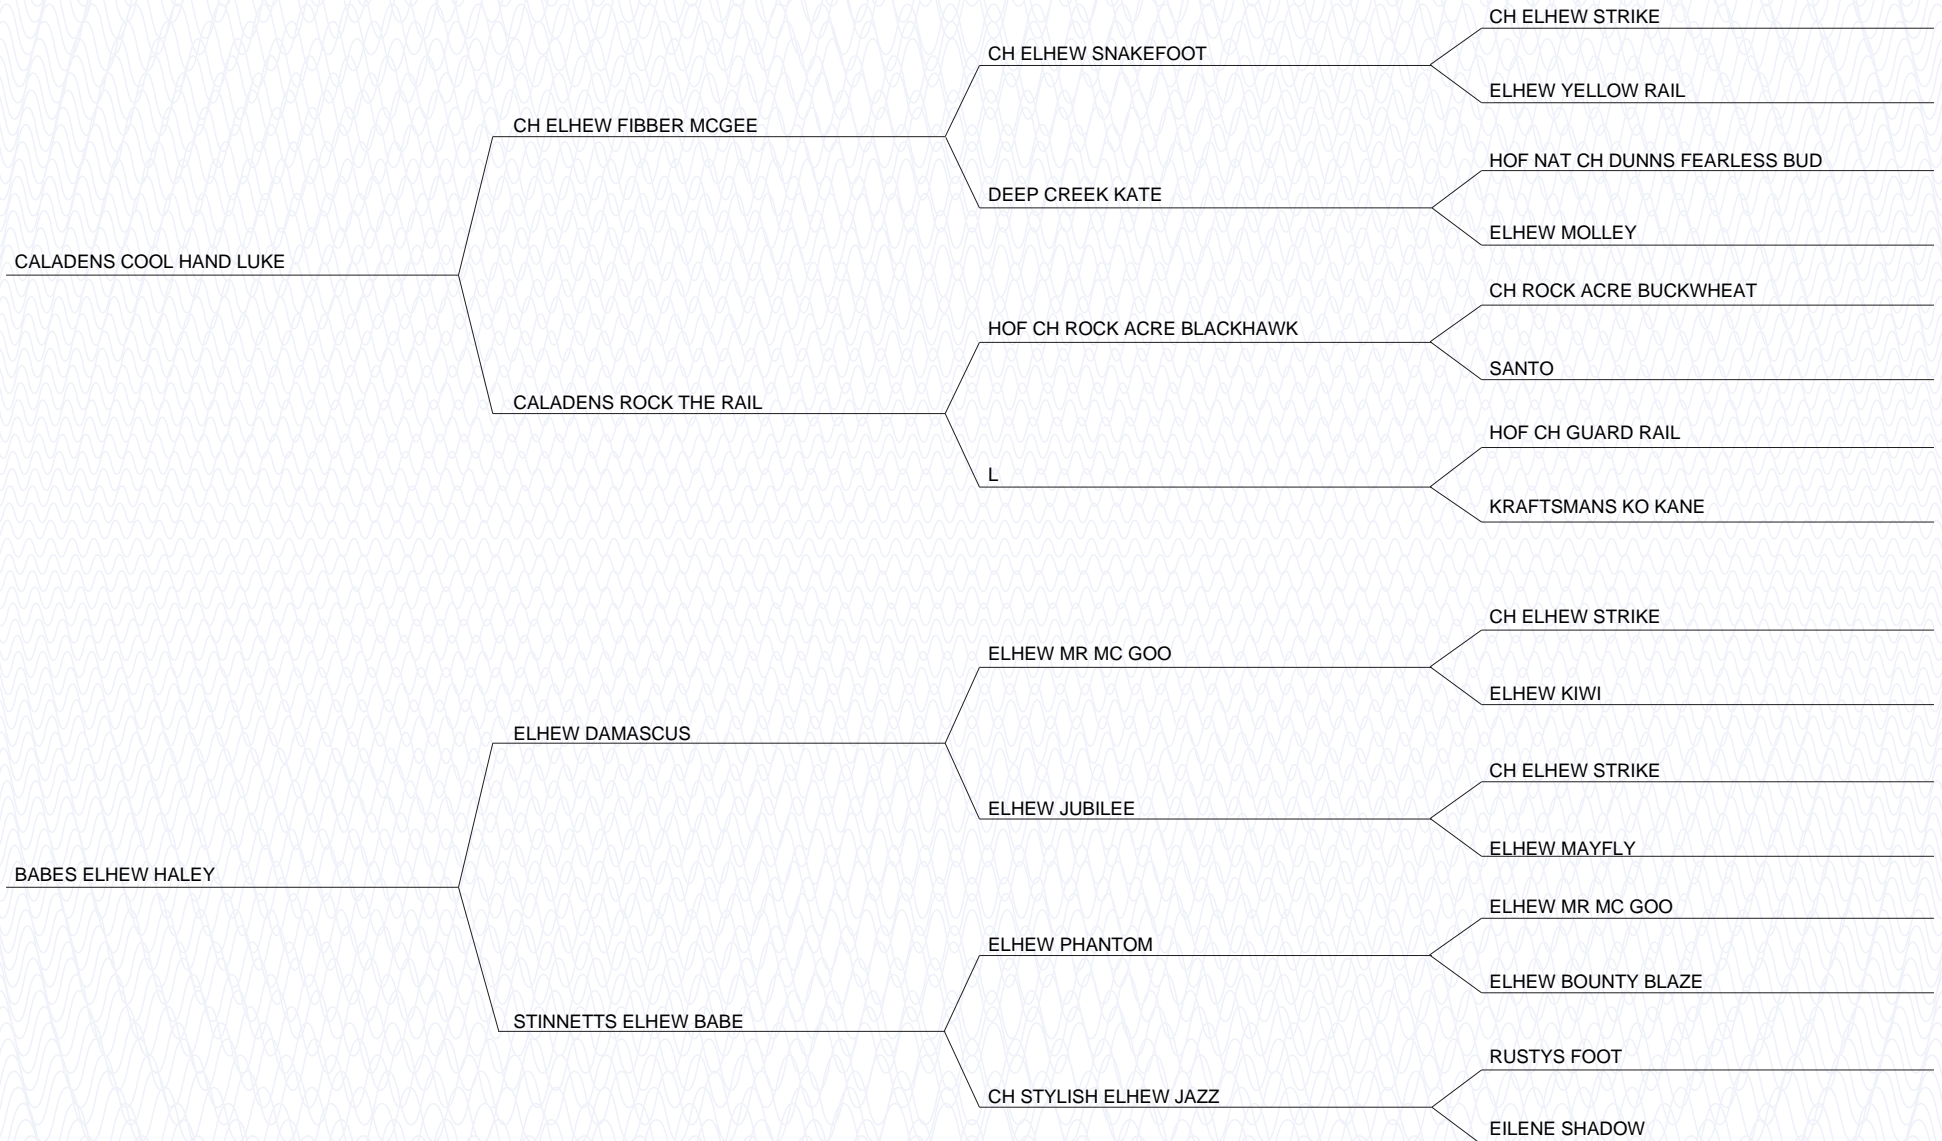 CH ELHEW STRIKE
CH ELHEW SNAKEFOOT
ELHEW YELLOW RAIL
CH ELHEW FIBBER MCGEE
HOF NAT CH DUNNS FEARLESS BUD
DEEP CREEK KATE
ELHEW MOLLEY
CALADENS COOL HAND LUKE
CH ROCK ACRE BUCKWHEAT
HOF CH ROCK ACRE BLACKHAWK
SANTO
CALADENS ROCK THE RAIL
HOF CH GUARD RAIL
L
KRAFTSMANS KO KANE
CH ELHEW STRIKE
ELHEW MR MC GOO
ELHEW KIWI
ELHEW DAMASCUS
CH ELHEW STRIKE
ELHEW JUBILEE
ELHEW MAYFLY
BABES ELHEW HALEY
ELHEW MR MC GOO
ELHEW PHANTOM
ELHEW BOUNTY BLAZE
STINNETTS ELHEW BABE
RUSTYS FOOT
CH STYLISH ELHEW JAZZ
EILENE SHADOW